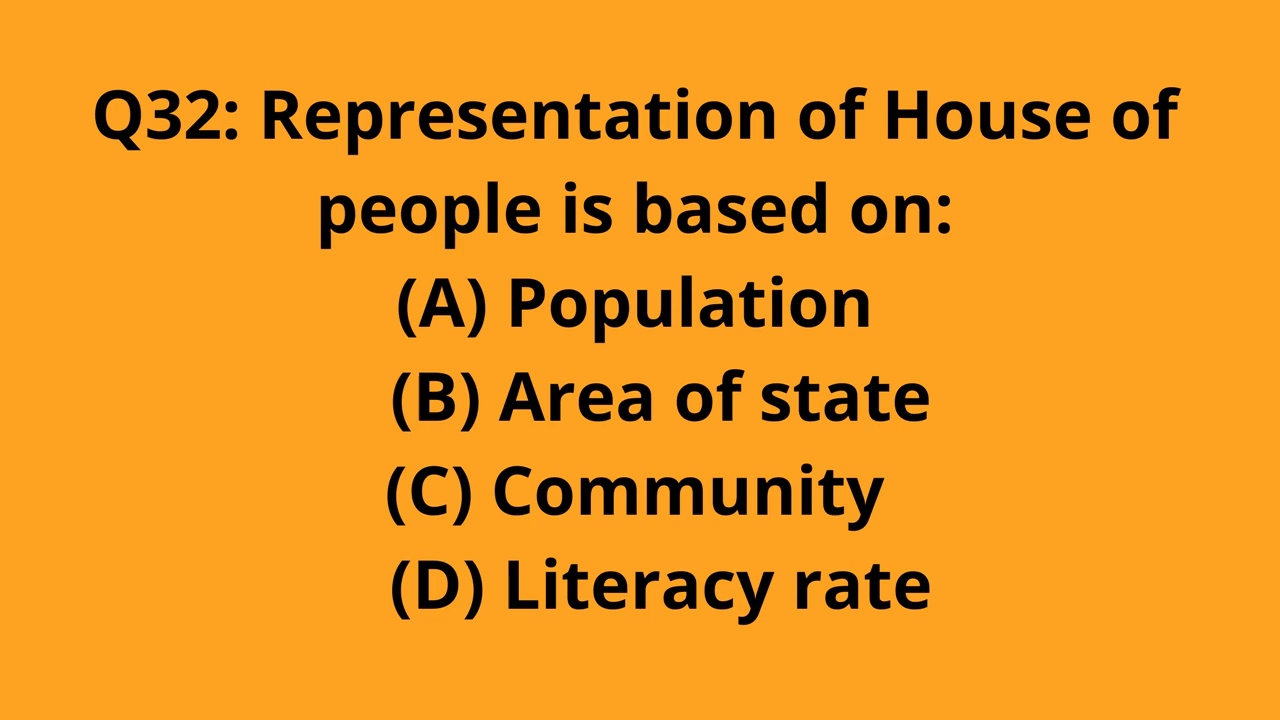 Q32: Representation of House of
people is based on:
(A) Population
(B) Area of state
(C) Community
(D) Literacy rate